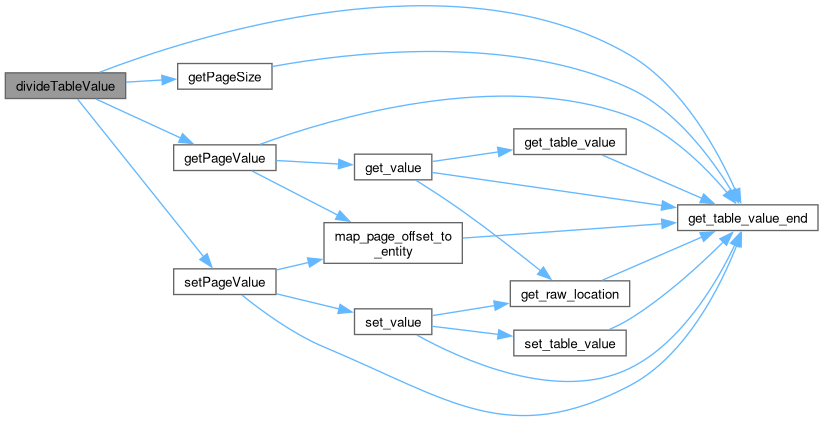 divideTableValue
getPageSize
getPageValue
setPageValue
get_value
map_page_offset_to
_entity
set_value
get_table_value
get_raw_location
set_table_value
get_table_value_end